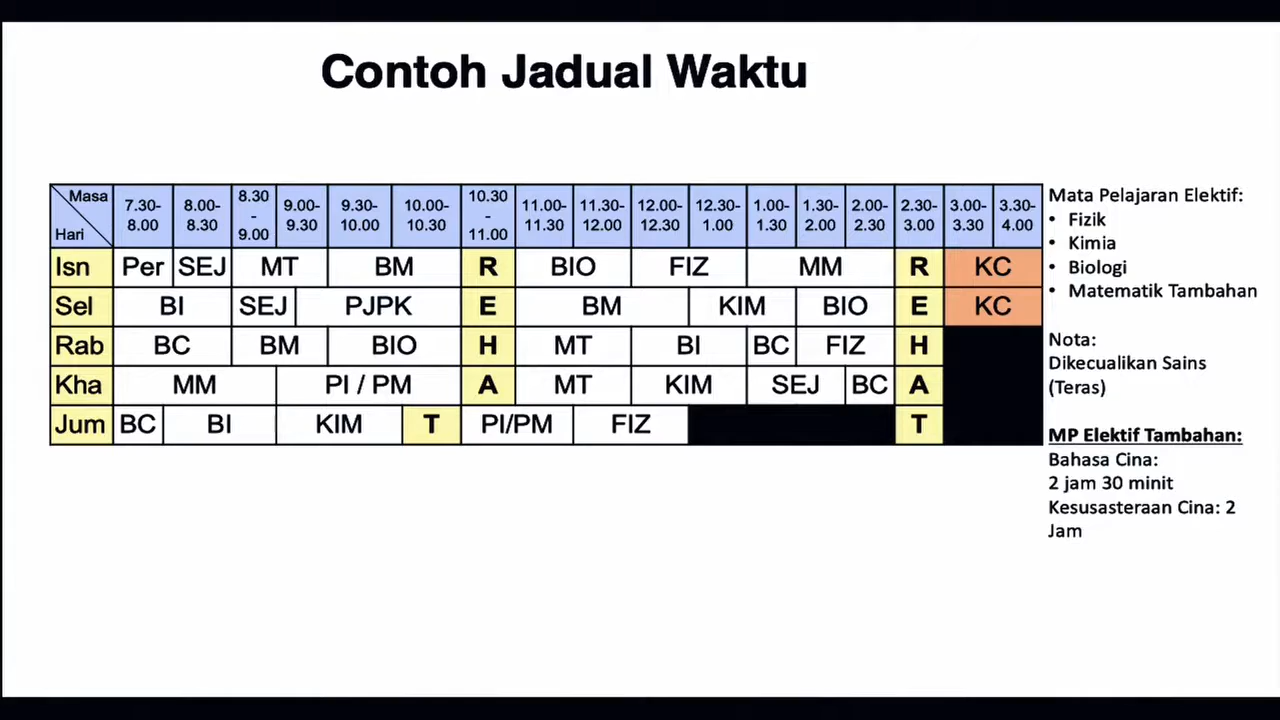 Contoh Jadual Waktu
Masa
Hari
7.30-
8.00
8.00-
8.30
8.30
-
9.00
9.00-
9.30
9.30-
10.00
10.00-
10.30
10.30
-
11.00
11.00-
11.30
11.30-
12.00
12.00-
12.30
12.30-
1.00
1.00-
1.30
1.30-
2.00
2.00-
2.30
2.30-
3.00
3.00-
3.30
3.30-
4.00
Isn Per SEJ MT BM R BIO FIZ MM R KC
Sel BI SEJ PJPK E BM KIM BIO E KC
Rab BC BM BIO H MT BI BC FIZ H
Kha MM PI / PM A MT KIM SEJ BC A
Jum BC BI KIM T PI/PM FIZ T
Mata Pelajaran Elektif:
• Fizik
• Kimia
• Biologi
• Matematik Tambahan
Nota:
Dikecualikan Sains
(Teras)
MP Elektif Tambahan:
Bahasa Cina:
2 jam 30 minit
Kesusasteraan Cina: 2
Jam